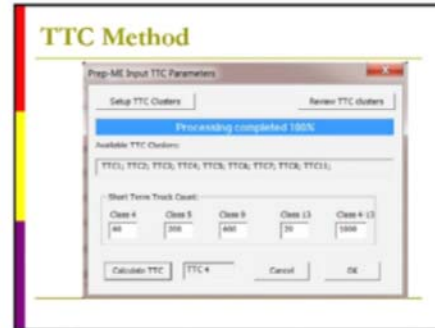 TTC Method
Prep-ME Input TTC Parameters
Setup TTC Clusters
Review TTC clusters
Processing completed 100%
Available TTC Clusters:
TTC1; TTC2; TTC3; TTC4; TTC5; TTC6; TTC7; TTC8; TTC11;
Short Term Truck Count:
Class 4 Class 5 Class 9 Class 13 Class 4-13
200 600 20 1000
Calculate TTC TTC 4 Cancel OK